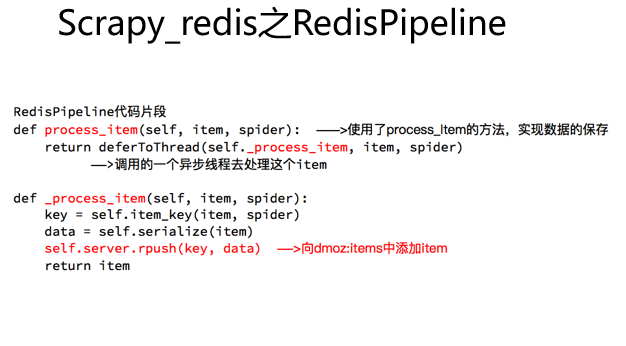 Scrapy_redis之RedisPipeline
RedisPipeline代码片段
def process_item(self, item, spider): ——>使用了process_Item的方法，实现数据的保存
    return deferToThread(self._process_item, item, spider)
——>调用的一个异步线程去处理这个item
def _process_item(self, item, spider):
    key = self.item_key(item, spider)
    data = self.serialize(item)
    self.server.rpush(key, data) ——>向dmoz:items中添加item
    return item